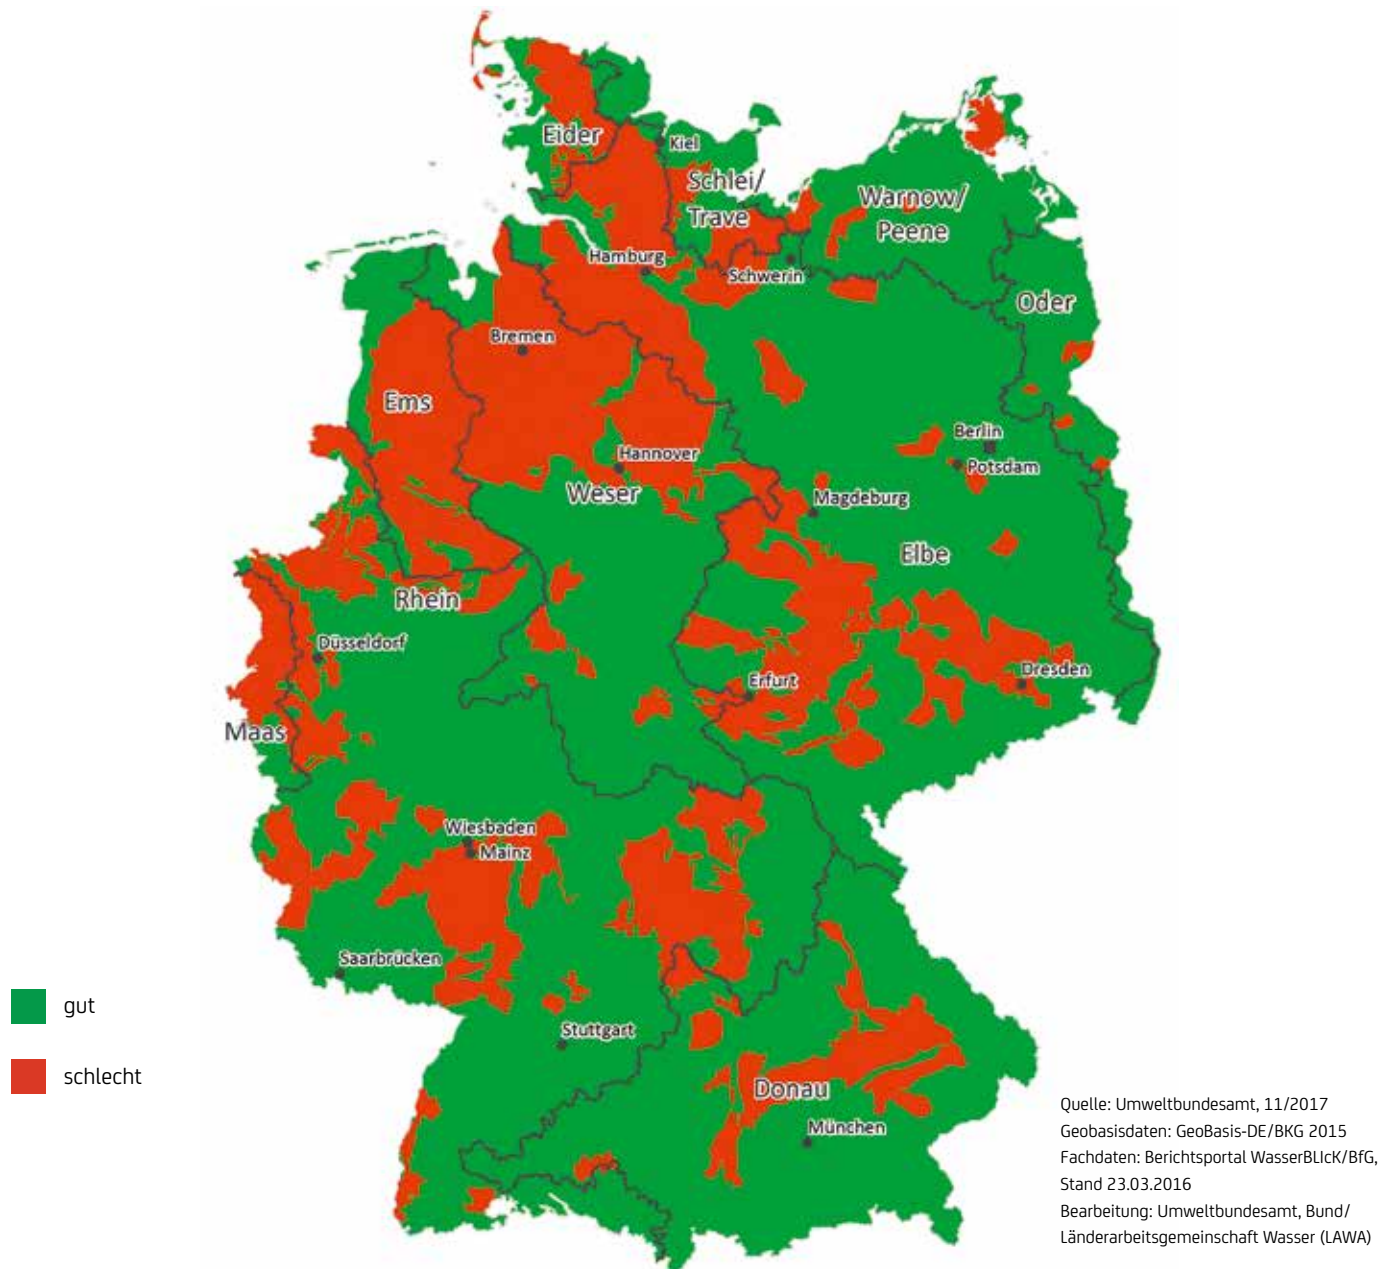 Eider
Kiel
Schlei/
Trave
Warnow/
Peene
Hamburg
Schwerin
Oder
Bremen
Ems
Berlin
Potsdam
Hannover
Weser
Magdeburg
Elbe
Rhein
Düsseldorf
Dresden
Erfurt
Maas
Wiesbaden
Mainz
Saarbrücken
gut
Stuttgart
schlecht
Donau
München
Quelle: Umweltbundesamt, 11/2017
Geobasisdaten: GeoBasis-DE/BKG 2015
Fachdaten: Berichtsportal WasserBLIcK/BfG,
Stand 23.03.2016
Bearbeitung: Umweltbundesamt, Bund/
Länderarbeitsgemeinschaft Wasser (LAWA)